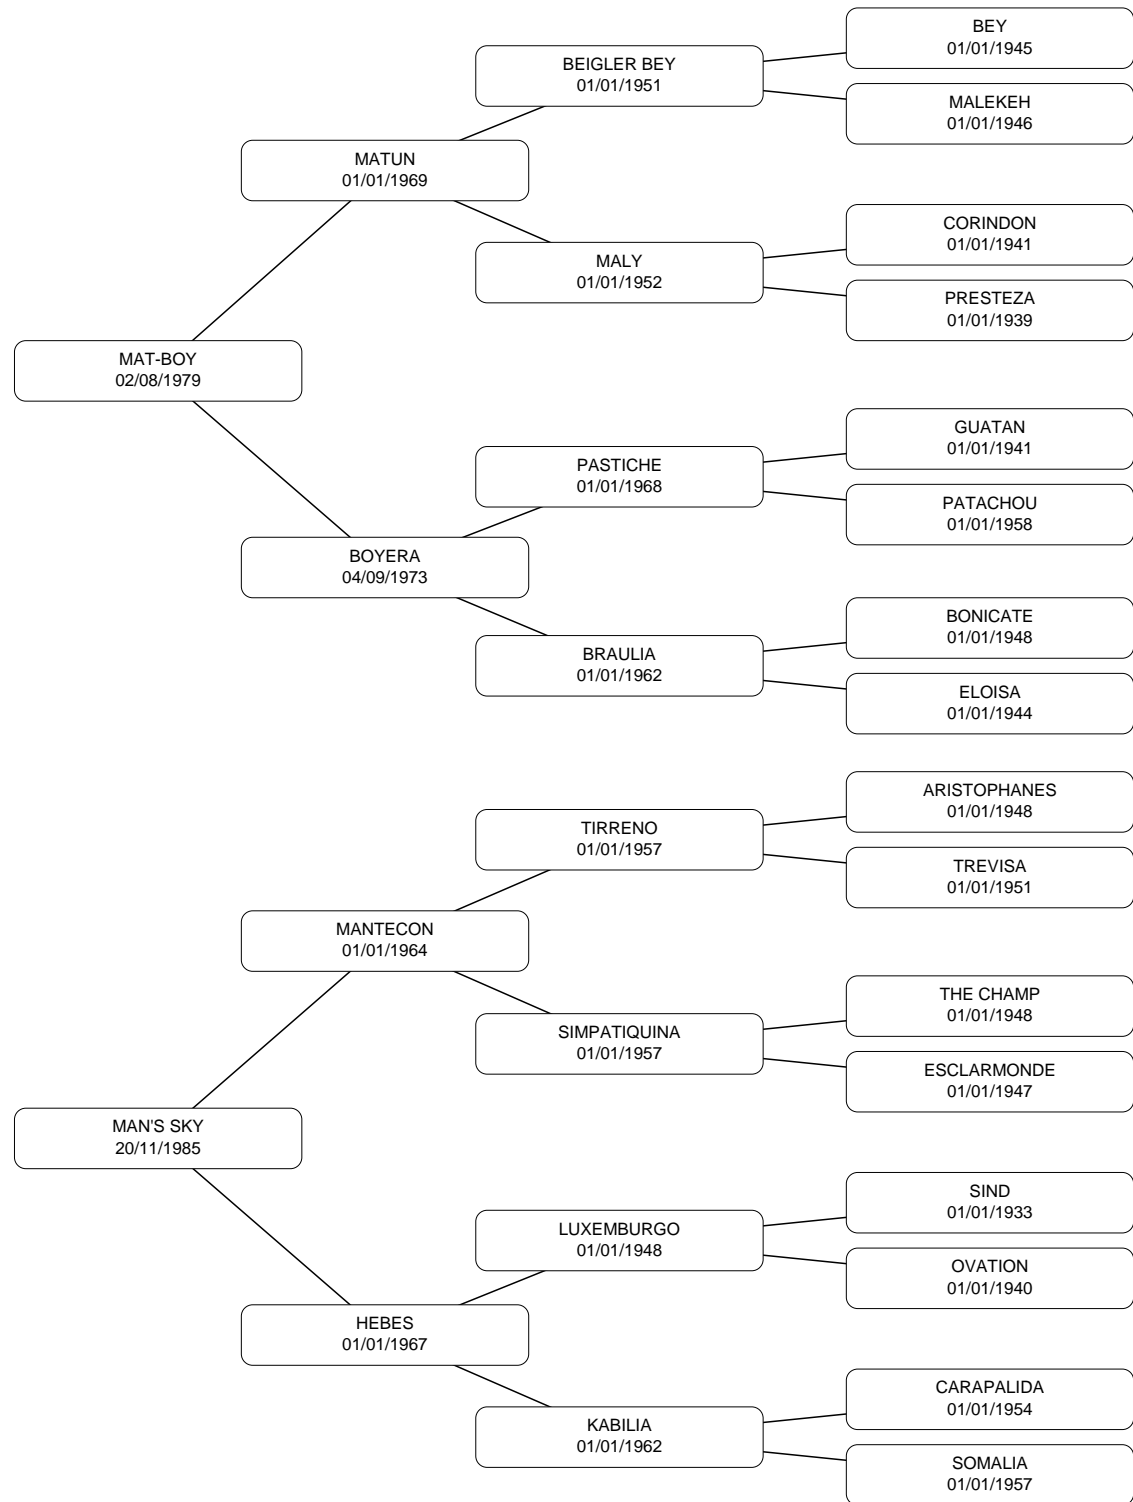 BEY
01/01/1945
BEIGLER BEY
01/01/1951
MALEKEH
01/01/1946
MATUN
01/01/1969
CORINDON
01/01/1941
MALY
01/01/1952
PRESTEZA
01/01/1939
MAT-BOY
02/08/1979
GUATAN
01/01/1941
PASTICHE
01/01/1968
PATACHOU
01/01/1958
BOYERA
04/09/1973
BONICATE
01/01/1948
BRAULIA
01/01/1962
ELOISA
01/01/1944
ARISTOPHANES
01/01/1948
TIRRENO
01/01/1957
TREVISA
01/01/1951
MANTECON
01/01/1964
THE CHAMP
01/01/1948
SIMPATIQUINA
01/01/1957
ESCLARMONDE
01/01/1947
MAN'S SKY
20/11/1985
SIND
01/01/1933
LUXEMBURGO
01/01/1948
OVATION
01/01/1940
HEBES
01/01/1967
CARAPALIDA
01/01/1954
KABILIA
01/01/1962
SOMALIA
01/01/1957